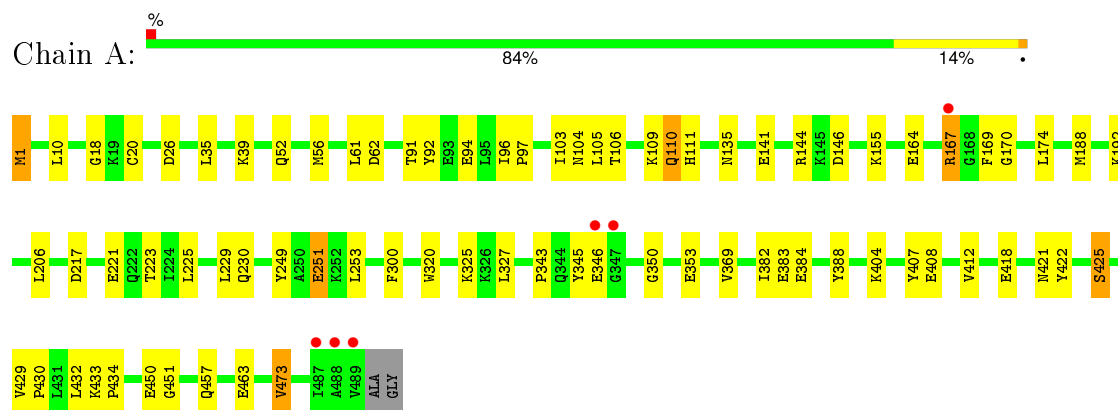 %
Chain A:
84% 14% •
M1 L10 G18 K19 C20 D26 L35 K39 Q52 M56 L61 D62 T91 Y92 E93 E94 L95 I96 P97 I103 N104 L105 T106 K109 Q110 H111 N135 E141 R144 K145 D146 K155 E164 R167 G168 F169 G170 L174 M188 K192
L206 D217 E221 Q222 T223 I224 L225 L229 Q230 Y249 A250 E251 K252 L253 F300 W320 K325 K326 L327 P343 Q344 Y345 E346 G347 G350 E353 V369 I382 E383 E384 Y388 K404 Y407 E408 V412 E418 N421 Y422 S425
V429 P430 L431 L432 K433 P434 E450 G451 Q457 E463 V473 I487 A488 V489 ALA GLY